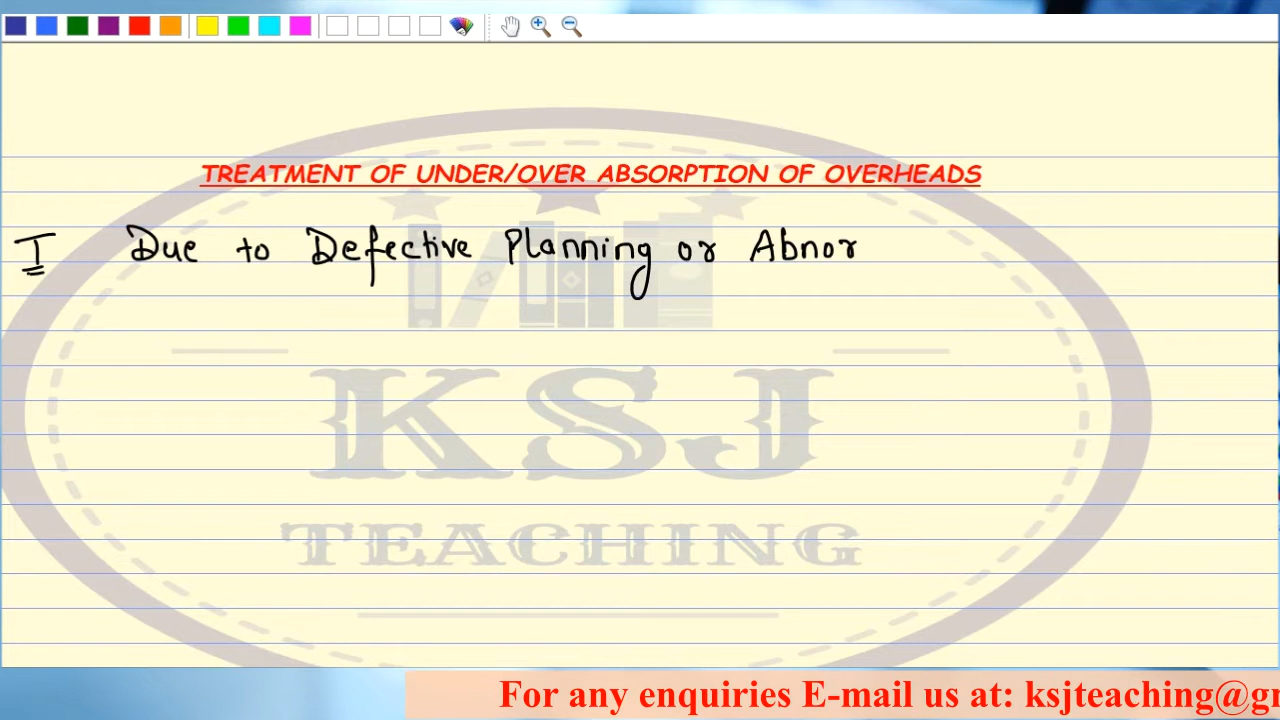 TREATMENT OF UNDER/OVER ABSORPTION OF OVERHEADS
I Due to Defective Planning or Abnor
KSJ
TEACHING
For any enquiries E-mail us at: ksjteaching@gr